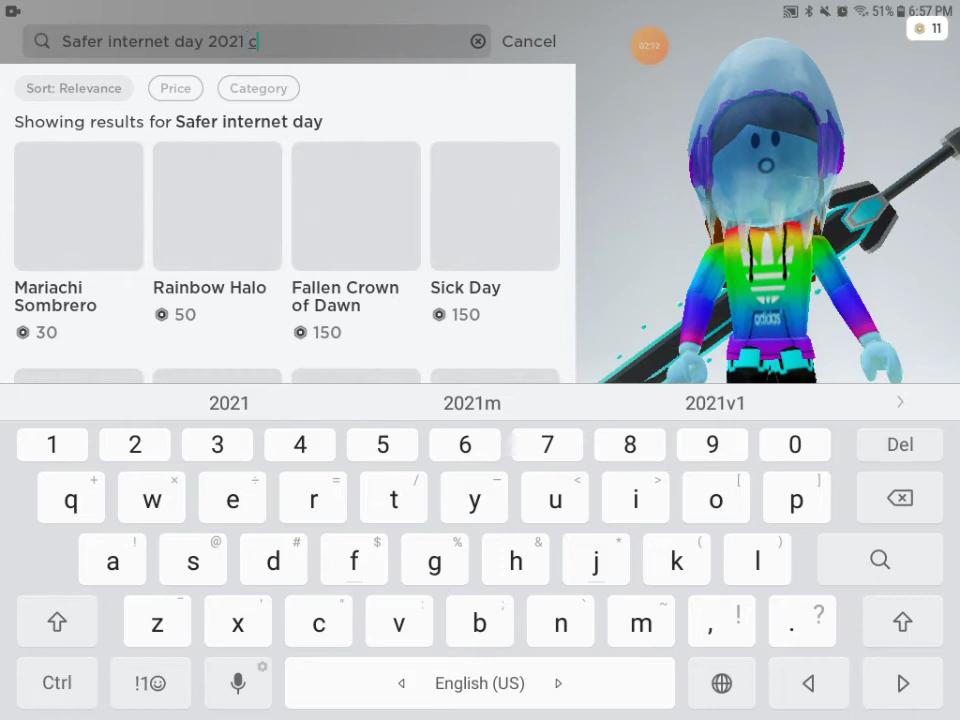 51% 6:57 PM
Safer internet day 2021 c
Cancel
02:12
11
Sort: Relevance
Price
Category
Showing results for Safer internet day
Mariachi Sombrero
30
Rainbow Halo
50
Fallen Crown of Dawn
150
Sick Day
150
adidas
2021 2021m 2021v1 >
1 2 3 4 5 6 7 8 9 0 Del
+ × ÷ = / − < > [ ]
q w e r t y u i o p
! @ # $ % & * ( )
a s d f g h j k l
- ' " : ; ` ~ ! ?
z x c v b n m , .
Ctrl !1☺ English (US)